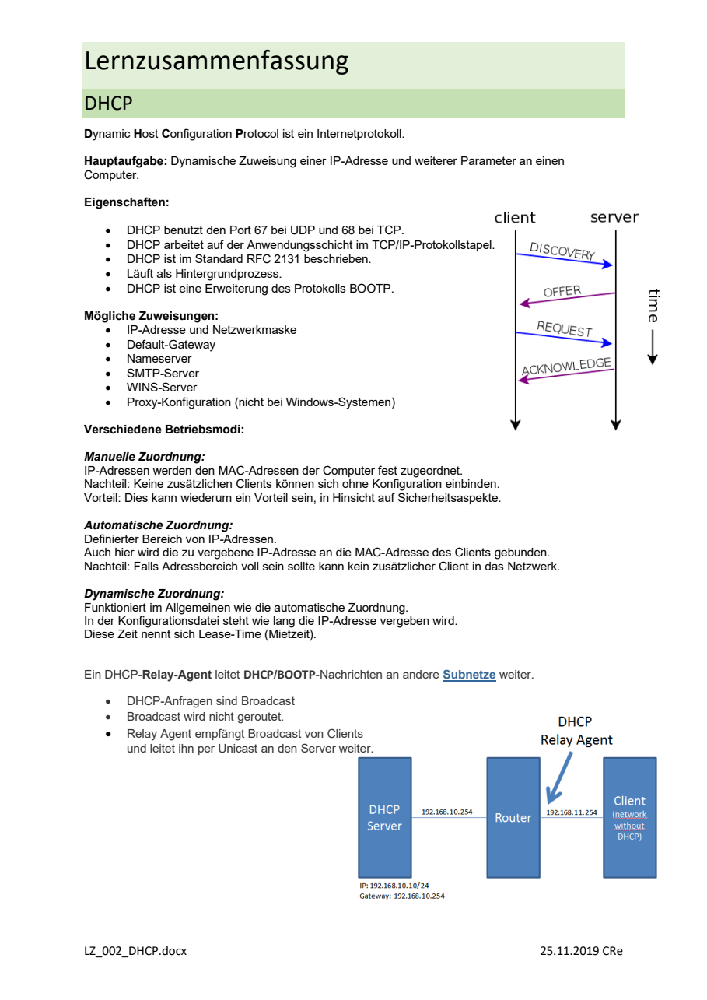 Lernzusammenfassung
DHCP
Dynamic Host Configuration Protocol ist ein Internetprotokoll.
Hauptaufgabe: Dynamische Zuweisung einer IP-Adresse und weiterer Parameter an einen
Computer.
Eigenschaften:
• DHCP benutzt den Port 67 bei UDP und 68 bei TCP.
• DHCP arbeitet auf der Anwendungsschicht im TCP/IP-Protokollstapel.
• DHCP ist im Standard RFC 2131 beschrieben.
• Läuft als Hintergrundprozess.
• DHCP ist eine Erweiterung des Protokolls BOOTP.
client server
DISCOVERY
OFFER
REQUEST
ACKNOWLEDGE
time
Mögliche Zuweisungen:
• IP-Adresse und Netzwerkmaske
• Default-Gateway
• Nameserver
• SMTP-Server
• WINS-Server
• Proxy-Konfiguration (nicht bei Windows-Systemen)
Verschiedene Betriebsmodi:
Manuelle Zuordnung:
IP-Adressen werden den MAC-Adressen der Computer fest zugeordnet.
Nachteil: Keine zusätzlichen Clients können sich ohne Konfiguration einbinden.
Vorteil: Dies kann wiederum ein Vorteil sein, in Hinsicht auf Sicherheitsaspekte.
Automatische Zuordnung:
Definierter Bereich von IP-Adressen.
Auch hier wird die zu vergebene IP-Adresse an die MAC-Adresse des Clients gebunden.
Nachteil: Falls Adressbereich voll sein sollte kann kein zusätzlicher Client in das Netzwerk.
Dynamische Zuordnung:
Funktioniert im Allgemeinen wie die automatische Zuordnung.
In der Konfigurationsdatei steht wie lang die IP-Adresse vergeben wird.
Diese Zeit nennt sich Lease-Time (Mietzeit).
Ein DHCP-Relay-Agent leitet DHCP/BOOTP-Nachrichten an andere Subnetze weiter.
• DHCP-Anfragen sind Broadcast
• Broadcast wird nicht geroutet.
• Relay Agent empfängt Broadcast von Clients
und leitet ihn per Unicast an den Server weiter.
DHCP
Relay Agent
DHCP
Server
192.168.10.254
Router
192.168.11.254
Client
(network
without
DHCP)
IP: 192.168.10.10/24
Gateway: 192.168.10.254
LZ_002_DHCP.docx 25.11.2019 CRe